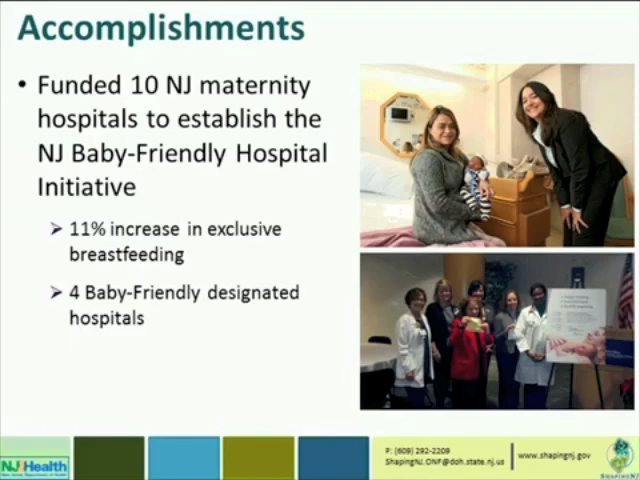 Accomplishments
• Funded 10 NJ maternity
hospitals to establish the
NJ Baby-Friendly Hospital
Initiative
➢ 11% increase in exclusive
breastfeeding
➢ 4 Baby-Friendly designated
hospitals
NJ Health
P: (609) 292-2209
ShapingNJ.ONF@doh.state.nj.us
www.shapingnj.gov
SHAPINGNJ